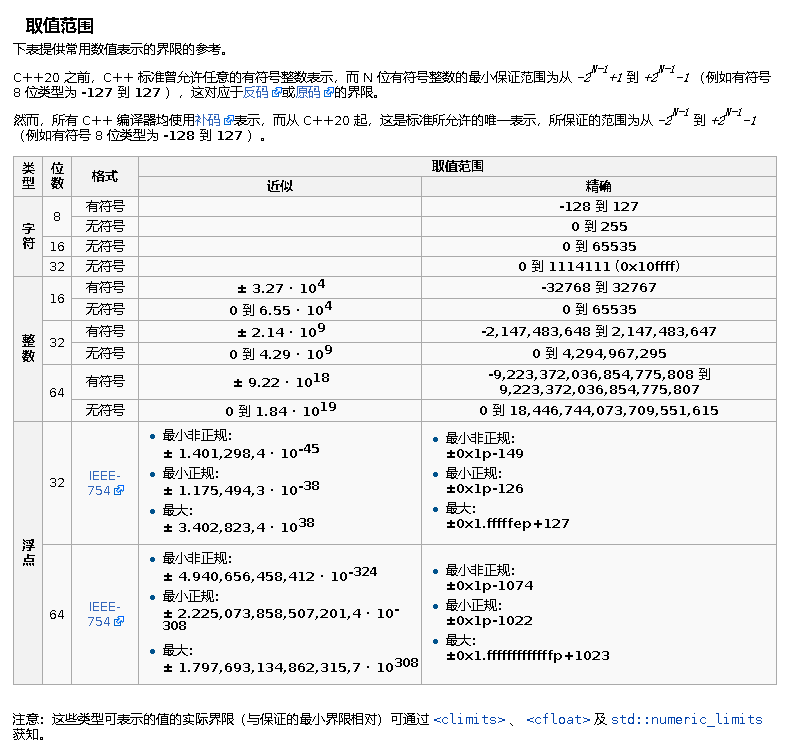 取值范围
下表提供常用数值表示的界限的参考。
C++20 之前，C++ 标准曾允许任意的有符号整数表示，而 N 位有符号整数的最小保证范围为从 -2^N-1+1 到 +2^N-1-1 （例如有符号
8 位类型为 -127 到 127 ） ，这对应于反码或原码的界限。
然而，所有 C++ 编译器均使用补码表示，而从 C++20 起，这是标准所允许的唯一表示，所保证的范围为从 -2^N-1 到 +2^N-1-1
（例如有符号 8 位类型为 -128 到 127 ）。
类型 位数 格式 取值范围
近似 精确
字符 8 有符号 -128 到 127
无符号 0 到 255
16 无符号 0 到 65535
32 无符号 0 到 1114111 （0x10ffff）
整数 16 有符号 ± 3.27 · 10^4 -32768 到 32767
无符号 0 到 6.55 · 10^4 0 到 65535
32 有符号 ± 2.14 · 10^9 -2,147,483,648 到 2,147,483,647
无符号 0 到 4.29 · 10^9 0 到 4,294,967,295
64 有符号 ± 9.22 · 10^18 -9,223,372,036,854,775,808 到
9,223,372,036,854,775,807
无符号 0 到 1.84 · 10^19 0 到 18,446,744,073,709,551,615
浮点 32 IEEE-
754
• 最小非正规:
± 1.401,298,4 · 10^-45
• 最小正规:
± 1.175,494,3 · 10^-38
• 最大:
± 3.402,823,4 · 10^38
• 最小非正规:
±0x1p-149
• 最小正规:
±0x1p-126
• 最大:
±0x1.fffffep+127
64 IEEE-
754
• 最小非正规:
± 4.940,656,458,412 · 10^-324
• 最小正规:
± 2.225,073,858,507,201,4 · 10^-
308
• 最大:
± 1.797,693,134,862,315,7 · 10^308
• 最小非正规:
±0x1p-1074
• 最小正规:
±0x1p-1022
• 最大:
±0x1.fffffffffffffp+1023
注意：这些类型可表示的值的实际界限（与保证的最小界限相对）可通过 <climits> 、 <cfloat> 及 std::numeric_limits
获知。